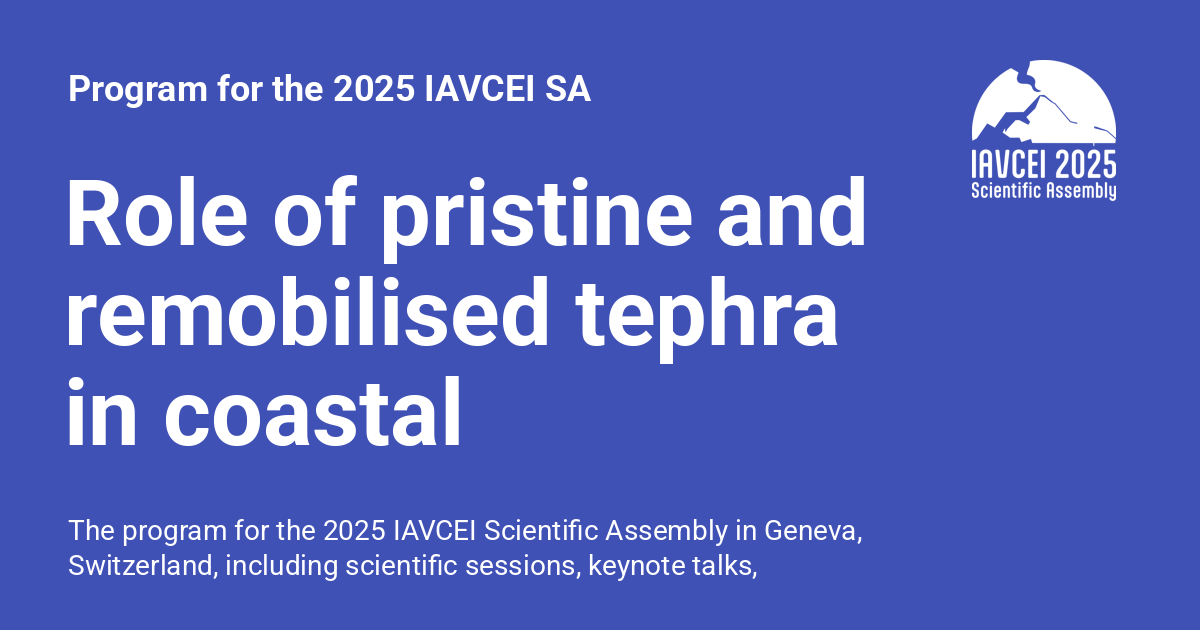 Program for the 2025 IAVCEI SA
IAVCEI 2025
Scientific Assembly
Role of pristine and
remobilised tephra
in coastal
The program for the 2025 IAVCEI Scientific Assembly in Geneva,
Switzerland, including scientific sessions, keynote talks,